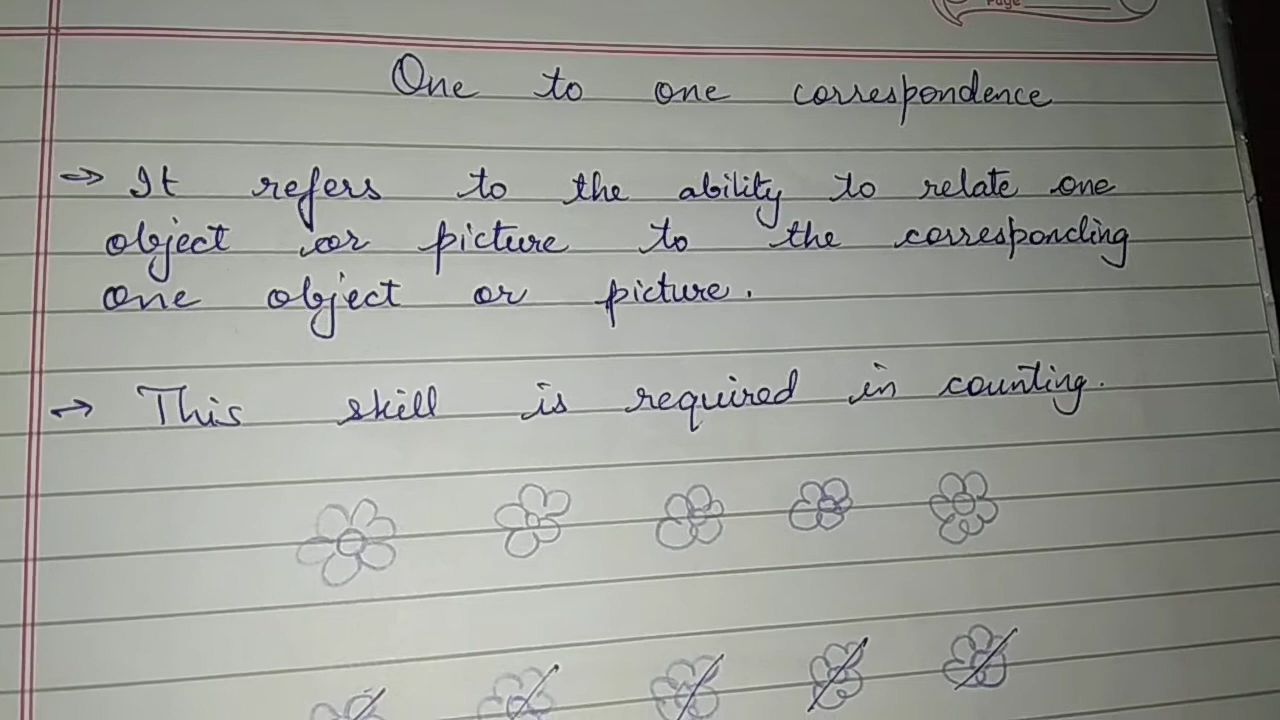 Page
One to one correspondence
⇒ It refers to the ability to relate one
object or picture to the corresponding
one object or picture.
→ This skill is required in counting.